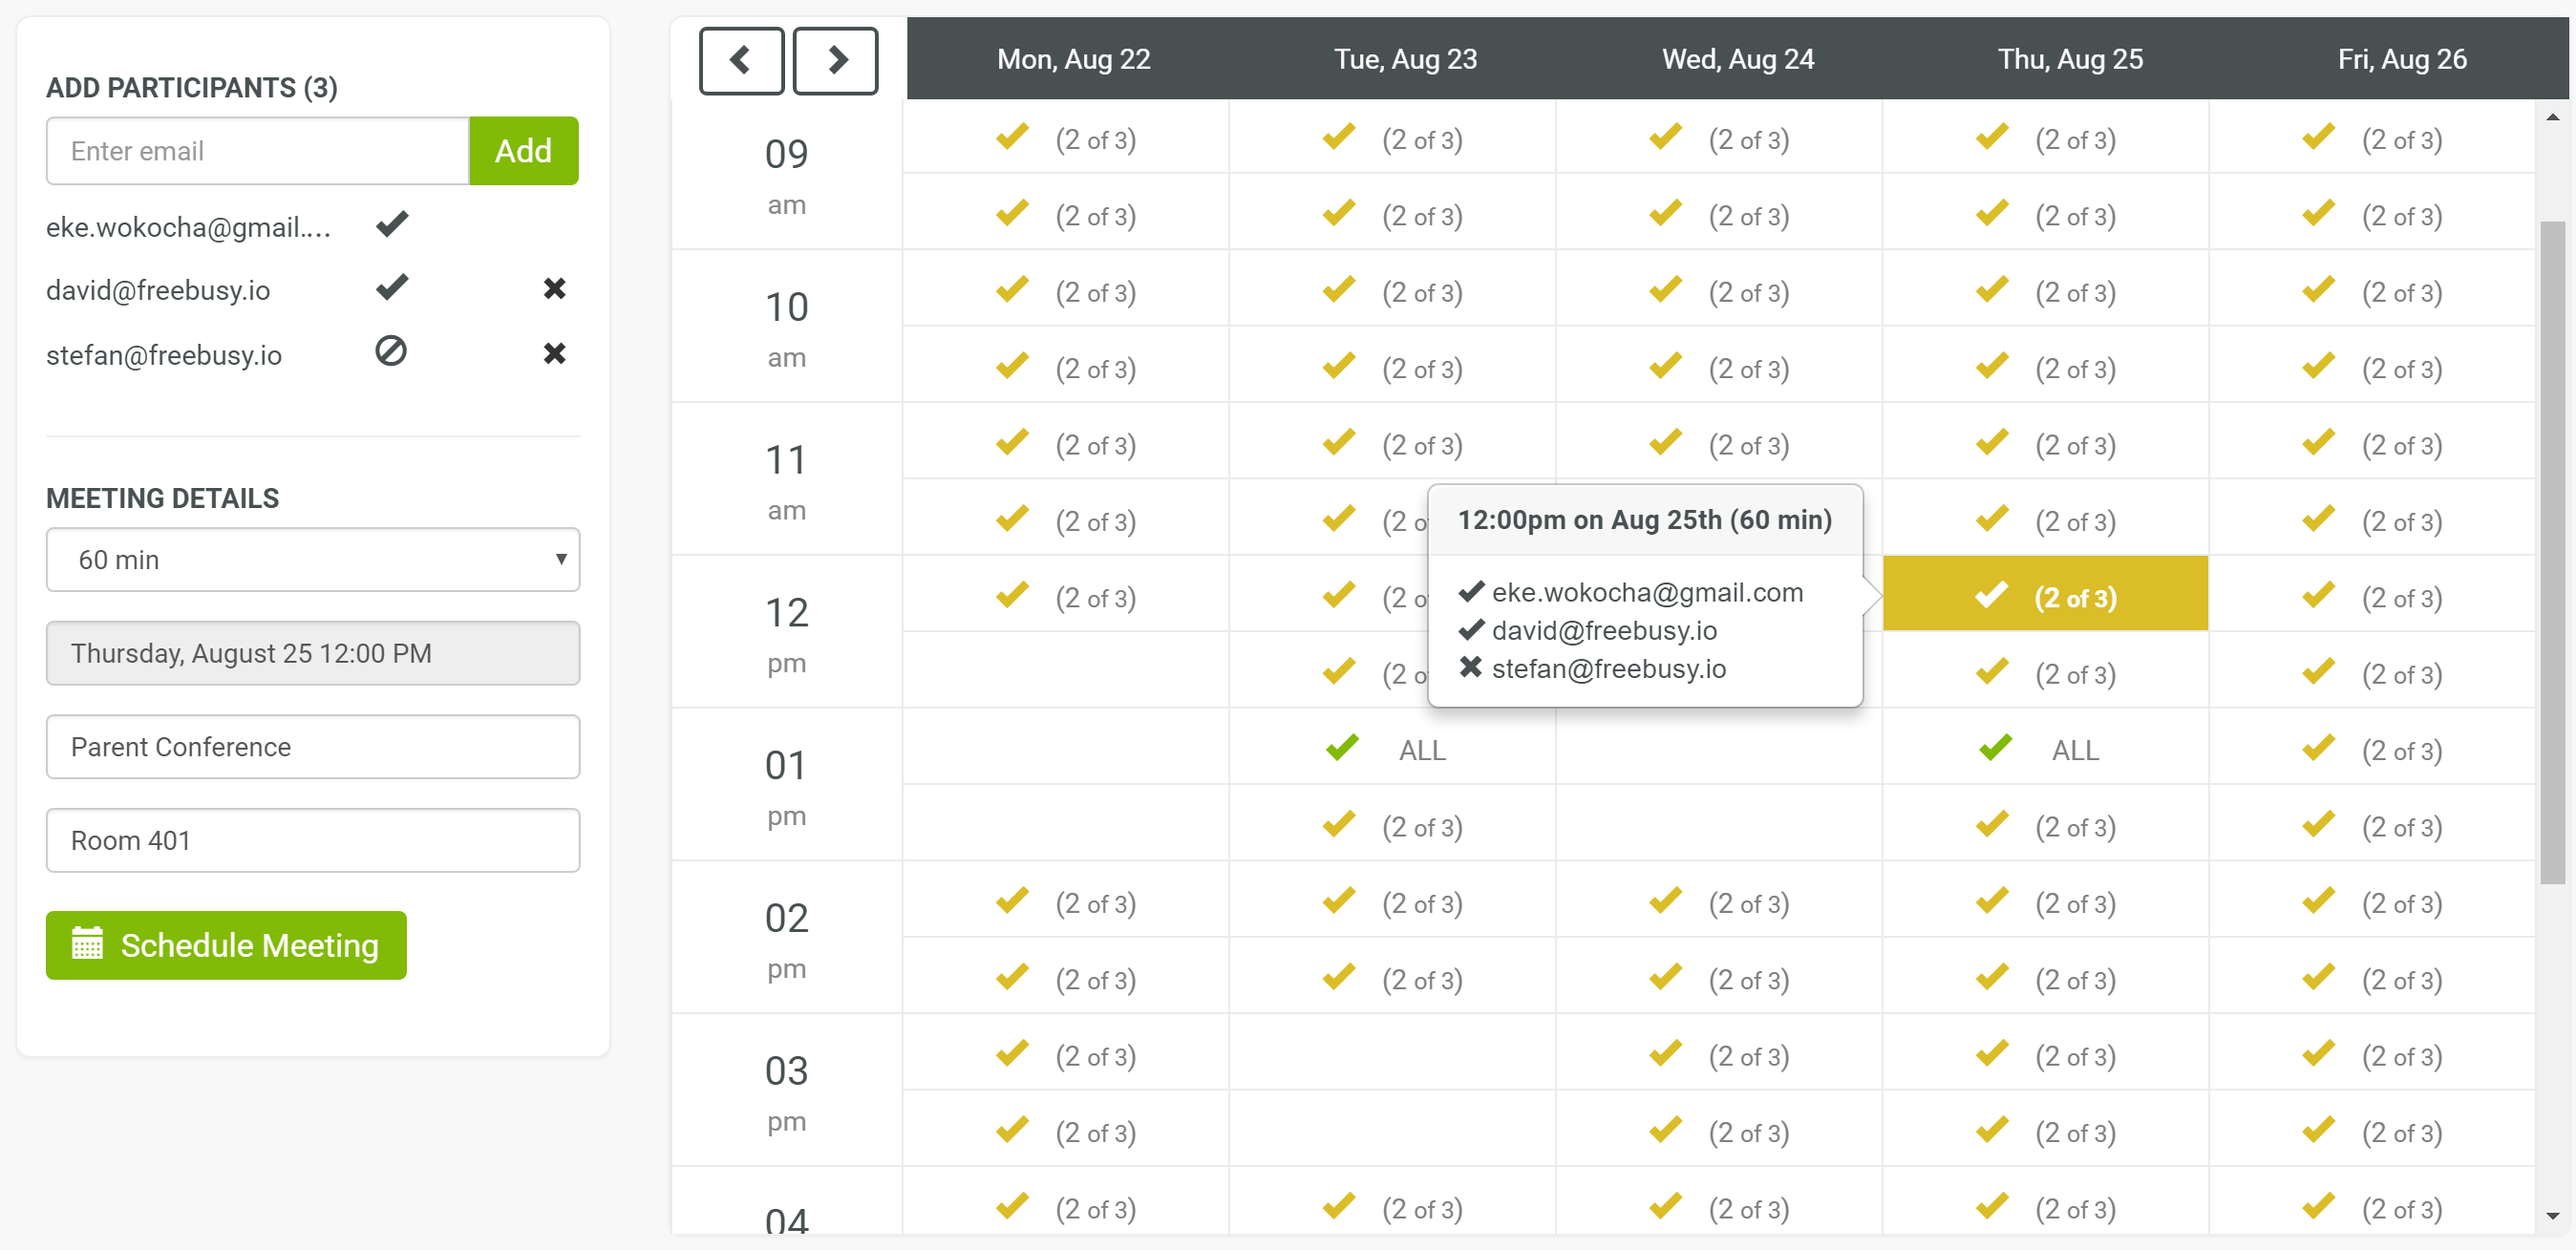 ADD PARTICIPANTS (3)
Enter email
Add
eke.wokocha@gmail....
david@freebusy.io
stefan@freebusy.io
MEETING DETAILS
60 min
Thursday, August 25 12:00 PM
Parent Conference
Room 401
Schedule Meeting
Mon, Aug 22 Tue, Aug 23 Wed, Aug 24 Thu, Aug 25 Fri, Aug 26
09 am
(2 of 3) (2 of 3) (2 of 3) (2 of 3) (2 of 3)
(2 of 3) (2 of 3) (2 of 3) (2 of 3) (2 of 3)
10 am
(2 of 3) (2 of 3) (2 of 3) (2 of 3) (2 of 3)
(2 of 3) (2 of 3) (2 of 3) (2 of 3) (2 of 3)
11 am
(2 of 3) (2 of 3) (2 of 3) (2 of 3) (2 of 3)
(2 of 3) (2 o (2 of 3) (2 of 3)
12 pm
(2 of 3) (2 o (2 of 3) (2 of 3)
(2 o (2 of 3) (2 of 3)
12:00pm on Aug 25th (60 min)
eke.wokocha@gmail.com
david@freebusy.io
stefan@freebusy.io
01 pm
ALL ALL (2 of 3)
(2 of 3) (2 of 3) (2 of 3)
02 pm
(2 of 3) (2 of 3) (2 of 3) (2 of 3) (2 of 3)
(2 of 3) (2 of 3) (2 of 3) (2 of 3) (2 of 3)
03 pm
(2 of 3) (2 of 3) (2 of 3) (2 of 3)
(2 of 3) (2 of 3) (2 of 3) (2 of 3)
04
(2 of 3) (2 of 3) (2 of 3) (2 of 3) (2 of 3)